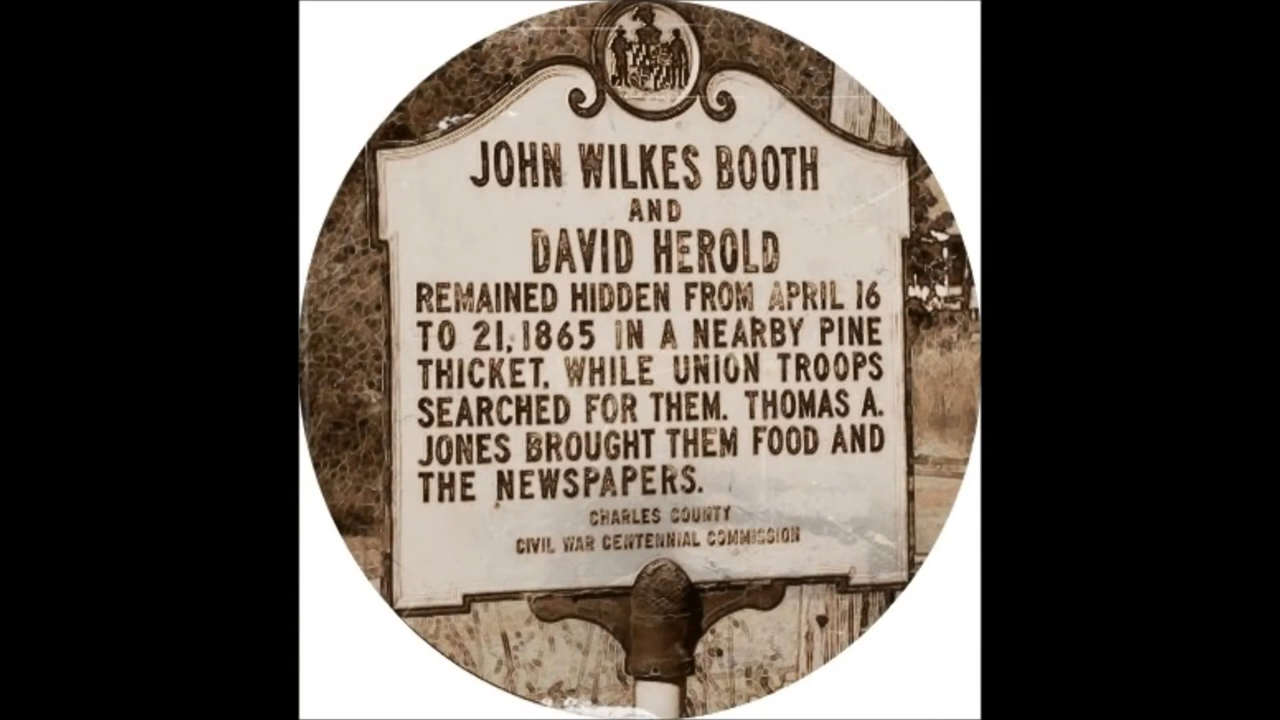 JOHN WILKES BOOTH
AND
DAVID HEROLD
REMAINED HIDDEN FROM APRIL 16
TO 21, 1865 IN A NEARBY PINE
THICKET, WHILE UNION TROOPS
SEARCHED FOR THEM. THOMAS A.
JONES BROUGHT THEM FOOD AND
THE NEWSPAPERS.
CHARLES COUNTY
CIVIL WAR CENTENNIAL COMMISSION